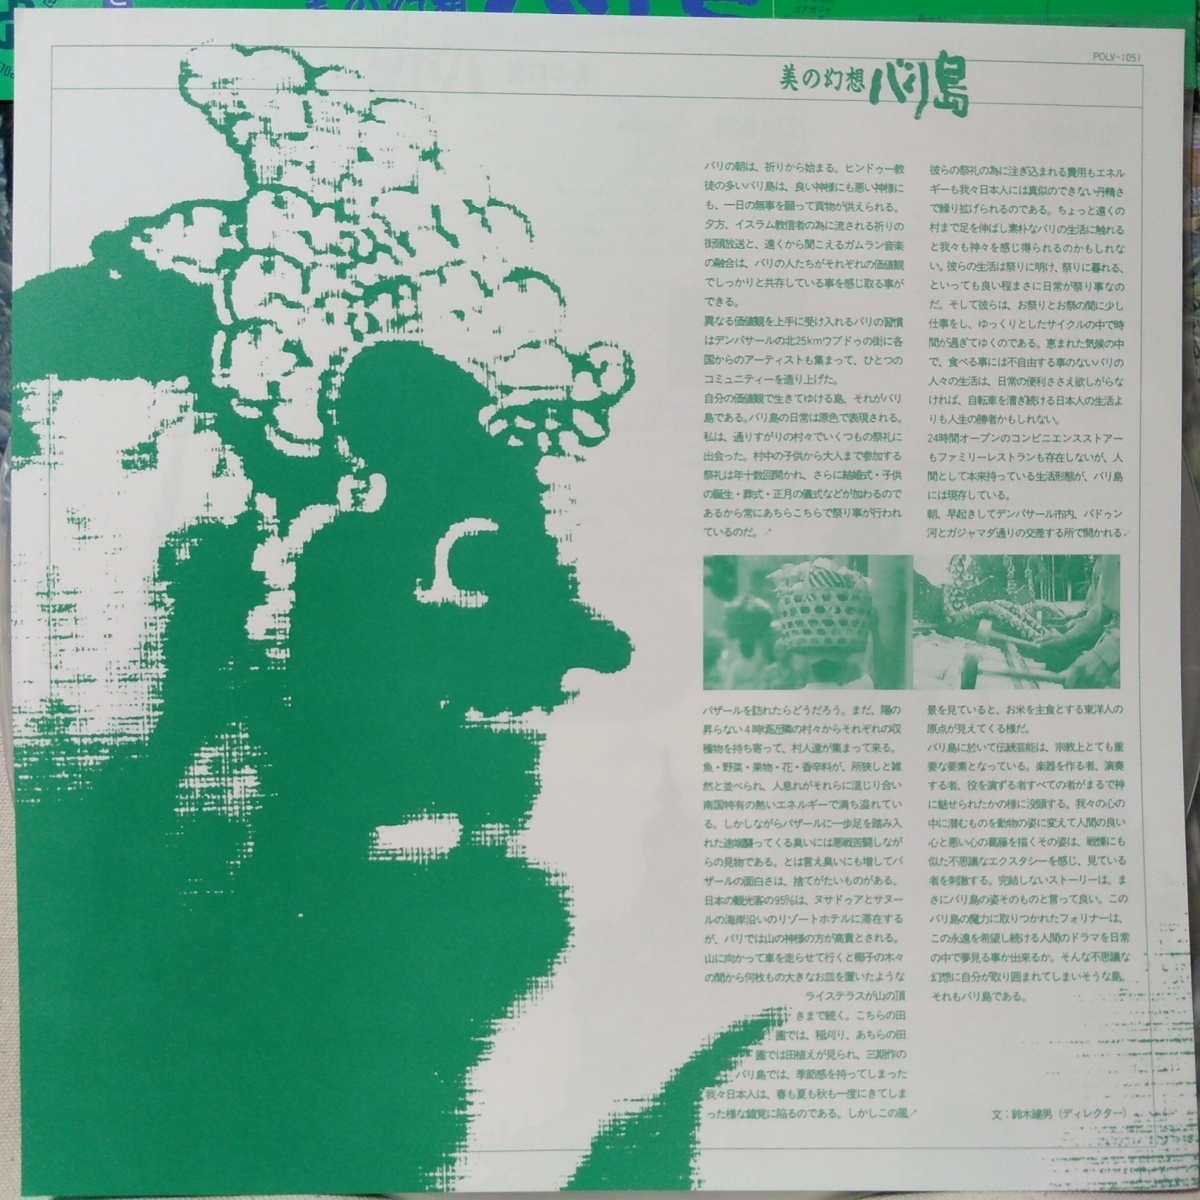 美の幻想 バリ島
POLV-1051
バリの朝は、祈りから始まる。ヒンドゥー教
徒の多いバリ島は、良い神様にも悪い神様に
も、一日の無事を願って貢物が供えられる。
夕方、イスラム教信者の為に流される祈りの
街頭放送と、遠くから聞こえるガムラン音楽
の融合は、バリの人たちがそれぞれの価値観
でしっかりと共存している事を感じ取る事が
できる。
異なる価値観を上手に受け入れるバリの習慣
はデンパサールの北25kmウブドゥの街に各
国からのアーティストも集まって、ひとつの
コミュニティーを造り上げた。
自分の価値観で生きてゆける島、それがバリ
島である。バリ島の日常は原色で表現される。
私は、通りすがりの村々でいくつもの祭礼に
出会った。村中の子供から大人まで参加する
祭礼は年十数回開かれ、さらに結婚式・子供
の誕生・葬式・正月の儀式などが加わるので
あるから常にあちらこちらで祭り事が行われ
ているのだ。
彼らの祭礼の為に注ぎ込まれる費用もエネル
ギーも我々日本人には真似のできない丹精さ
で繰り拡げられるのである。ちょっと遠くの
村まで足を伸ばし素朴なバリの生活に触れる
と我々も神々を感じ得られるのかもしれな
い。彼らの生活は祭りに明け、祭りに暮れる、
といっても良い程まさに日常が祭り事なの
だ。そして彼らは、お祭りとお祭の間に少し
仕事をし、ゆっくりとしたサイクルの中で時
間が過ぎてゆくのである。恵まれた気候の中
で、食べる事には不自由する事のないバリの
人々の生活は、日常の便利ささえ欲しがらな
ければ、自転車を漕ぎ続ける日本人の生活よ
りも人生の勝者かもしれない。
24時間オープンのコンビニエンスストアー
もファミリーレストランも存在しないが、人
間として本来持っている生活形態が、バリ島
には現存している。
朝、早起きしてデンパサール市内、バドゥン
河とガジャマダ通りの交差する所で開かれる
バザールを訪れたらどうだろう。まだ、陽の
昇らない4時頃近隣の村々からそれぞれの収
穫物を持ち寄って、村人達が集まって来る。
魚・野菜・果物・花・香辛料が、所狭しと雑
然と並べられ、人息れがそれらに混じり合い
南国特有の熱いエネルギーで満ち溢れてい
る。しかしながらバザールに一歩足を踏み入
れた途端襲ってくる臭いには悪戦苦闘しなが
らの見物である。とは言え臭いにも増してバ
ザールの面白さは、捨てがたいものがある。
日本の観光客の95%は、ヌサドゥアとサヌー
ルの海岸沿いのリゾートホテルに滞在する
が、バリでは山の神様の方が高貴とされる。
山に向かって車を走らせて行くと椰子の木々
の間から何枚もの大きなお皿を置いたような
ライステラスが山の頂
きまで続く。こちらの田
圃では、稲刈り、あちらの田
圃では田植えが見られ、三期作の
バリ島では、季節感を持ってしまった
我々日本人は、春も夏も秋も一度にきてしま
った様な錯覚に陥るのである。しかしこの風
景を見ていると、お米を主食とする東洋人の
原点が見えてくる様だ。
バリ島に於いて伝統芸能は、宗教上とても重
要な要素となっている。楽器を作る者、演奏
する者、役を演ずる者すべての者がまるで神
に魅せられたかの様に没頭する。我々の心の
中に潜むものを動物の姿に変えて人間の良い
心と悪い心の葛藤を描くその姿は、戦慄にも
似た不思議なエクスタシーを感じ、見ている
者を刺激する。完結しないストーリーは、ま
さにバリ島の姿そのものと言って良い。この
バリ島の魔力に取りつかれたフォリナーは、
この永遠を希望し続ける人間のドラマを日常
の中で夢見る事が出来るか。そんな不思議な
幻想に自分が取り囲まれてしまいそうな島。
それもバリ島である。
文:鈴木建男(ディレクター)